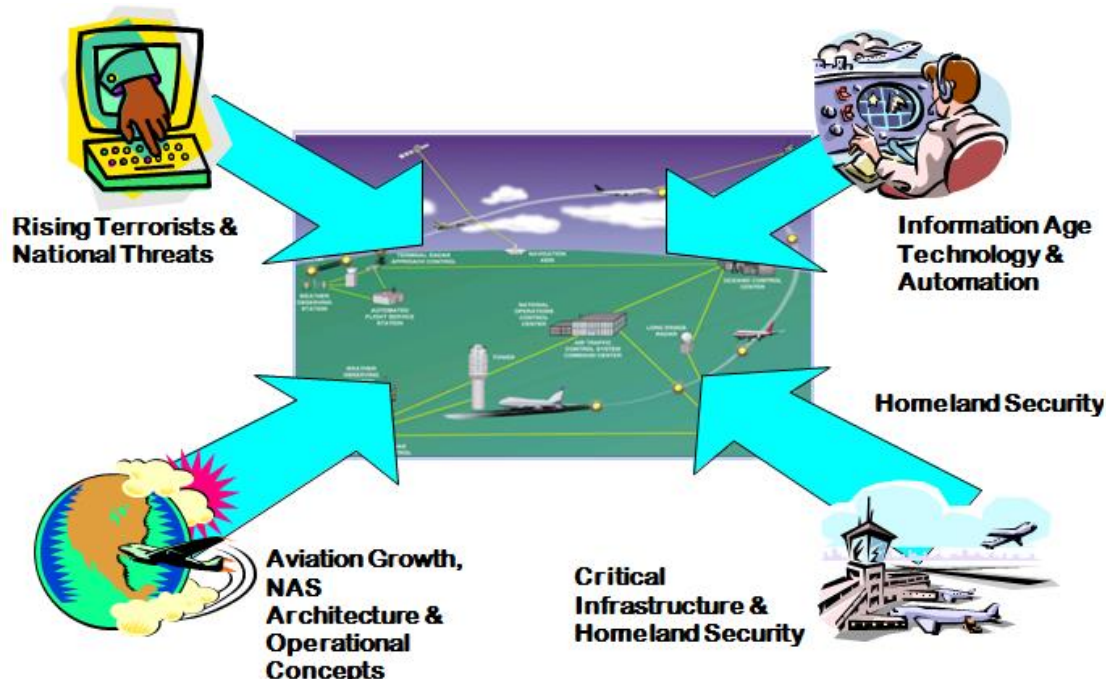 Rising Terrorists &
National Threats
Information Age
Technology &
Automation
TERMINAL RADAR
APPROACH CONTROL
NAVIGATION
AIDS
OCEANIC CONTROL
CENTER
WEATHER
OBSERVING
STATION
AUTOMATED
FLIGHT SERVICE
STATION
NATIONAL
OPERATIONS
CONTROL
CENTER
AIR TRAFFIC
CONTROL SYSTEM
COMMAND CENTER
LONG RANGE
RADAR
TOWER
WEATHER
OBSERVING
Homeland Security
Aviation Growth,
NAS
Architecture &
Operational
Concepts
Critical
Infrastructure &
Homeland Security